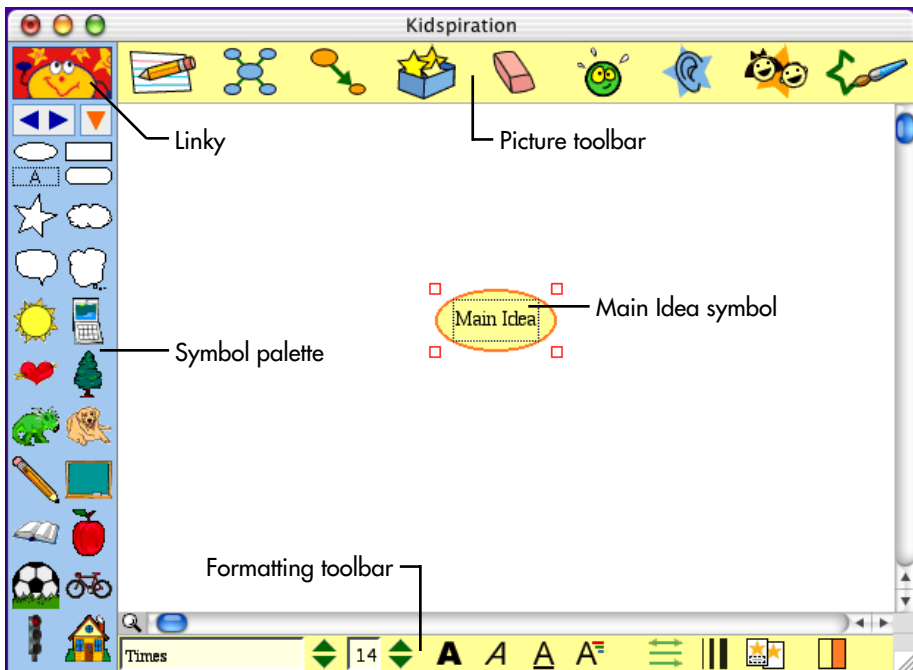 Kidspiration
Linky
Picture toolbar
A
Main Idea
Main Idea symbol
Symbol palette
Formatting toolbar
Times
14
A
A
A
A